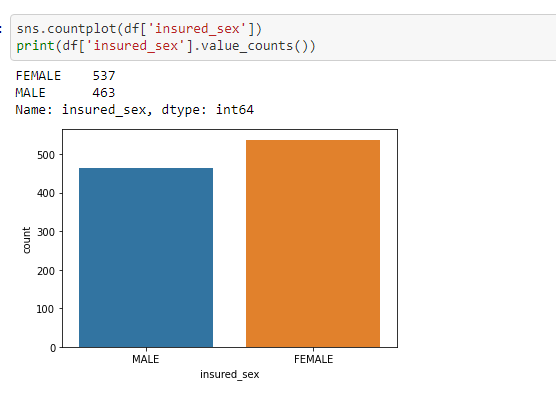 :
sns.countplot(df['insured_sex'])
print(df['insured_sex'].value_counts())
FEMALE 537
MALE 463
Name: insured_sex, dtype: int64
500
400
300
200
100
0
count
MALE FEMALE
insured_sex